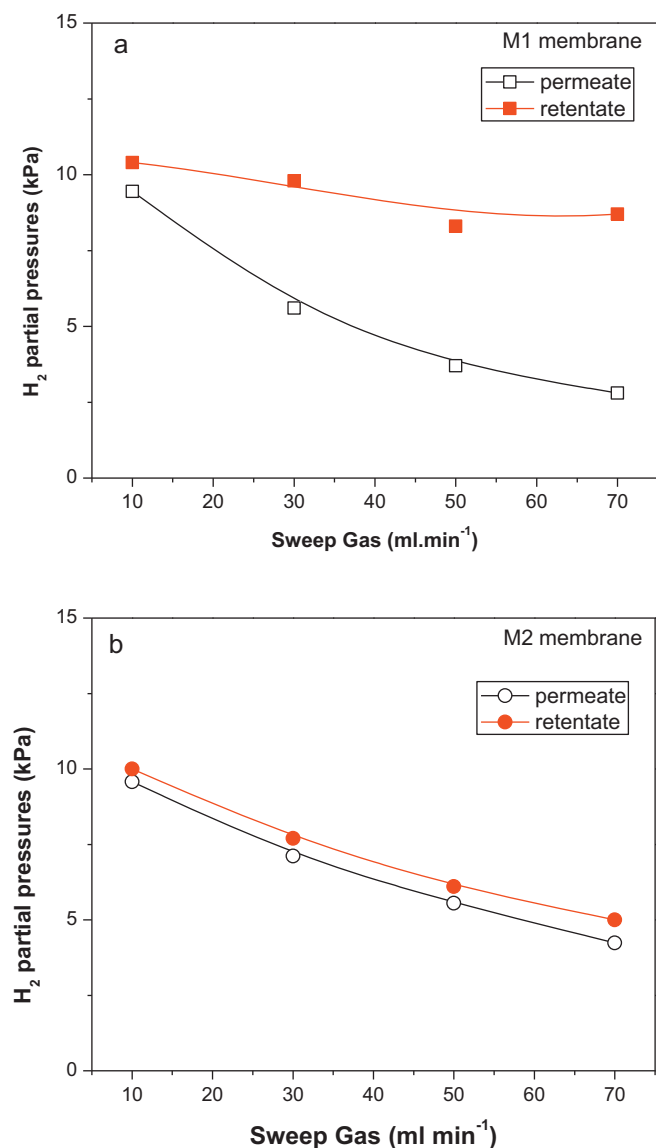 a
M1 membrane
permeate
retentate
15
10
5
0
H₂ partial pressures (kPa)
10 20 30 40 50 60 70
Sweep Gas (ml.min⁻¹)
b
M2 membrane
permeate
retentate
15
10
5
0
H₂ partial pressures (kPa)
10 20 30 40 50 60 70
Sweep Gas (ml min⁻¹)